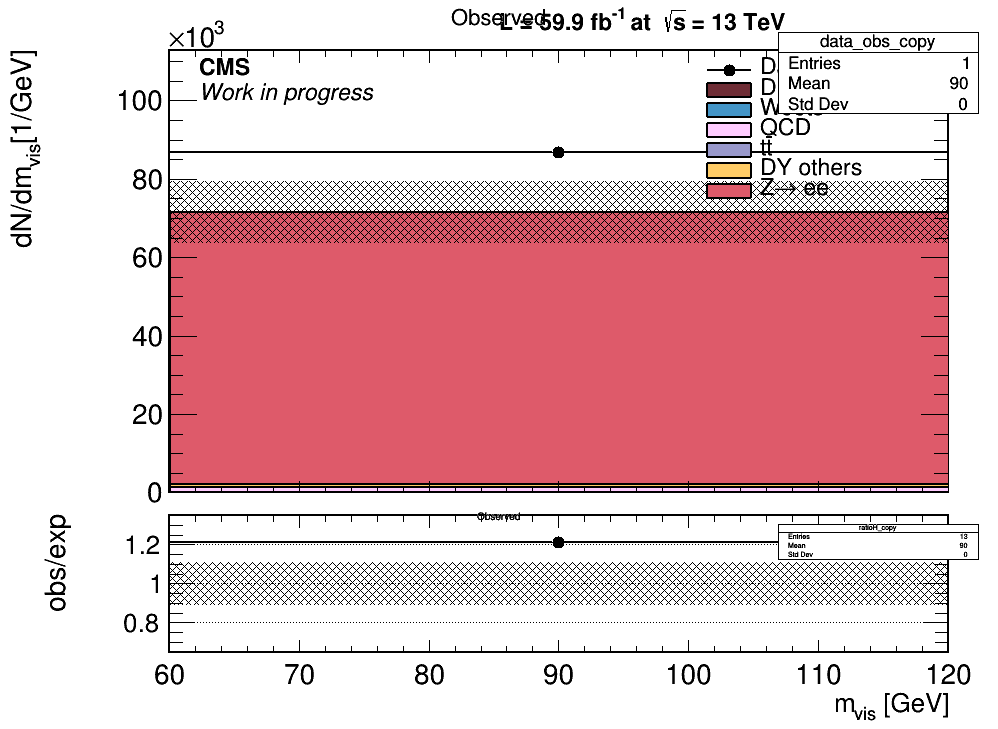 Observed
L = 59.9 fb-1 at √s = 13 TeV
×10³
data_obs_copy
Entries 1
Mean 90
Std Dev 0
CMS
Work in progress
QCD
tt̄
DY others
Z→ ee
dN/dm_vis[1/GeV]
100
80
60
40
20
0
Observed
ratioH_copy
Entries 13
Mean 90
Std Dev 0
obs/exp
1.2
1
0.8
60 70 80 90 100 110 120
m_vis [GeV]